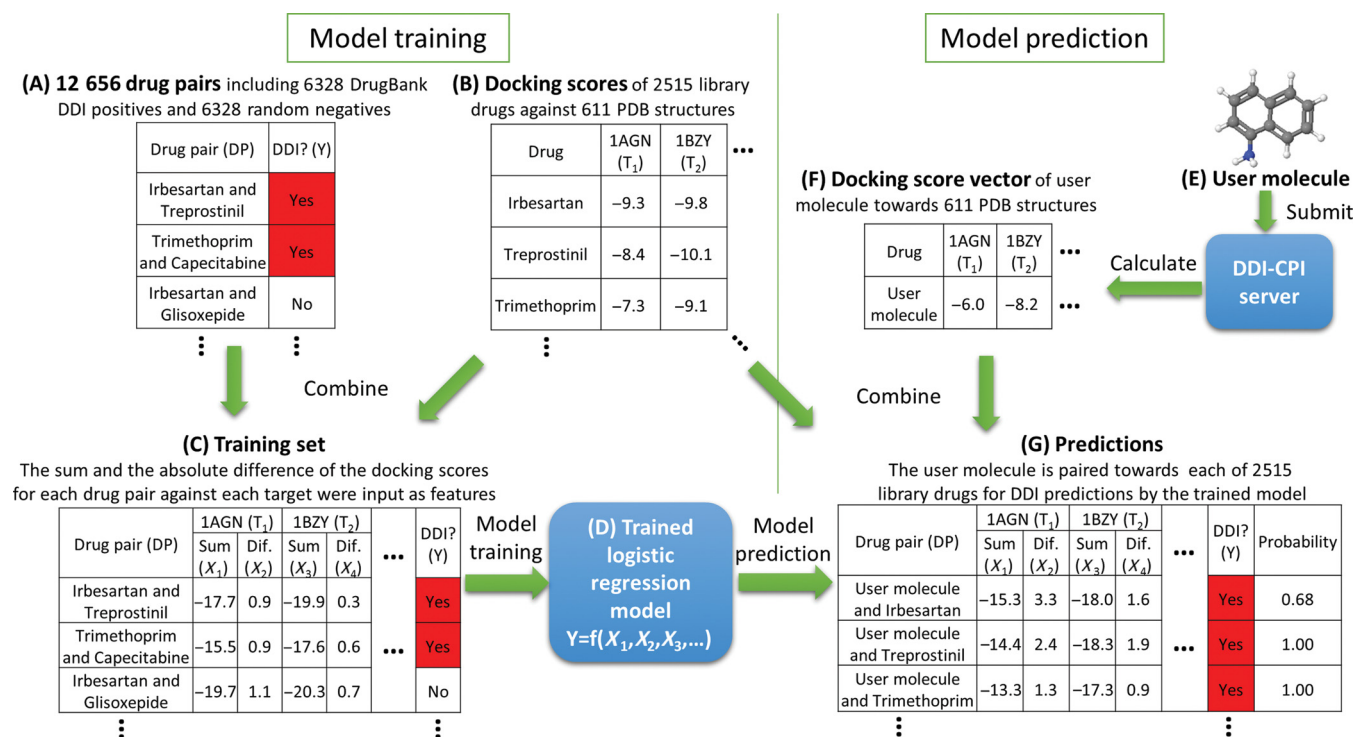 Model training
Model prediction
(A) 12 656 drug pairs including 6328 DrugBank
DDI positives and 6328 random negatives
Drug pair (DP) DDI? (Y)
Irbesartan and
Treprostinil Yes
Trimethoprim
and Capecitabine Yes
Irbesartan and
Glisoxepide No
(B) Docking scores of 2515 library
drugs against 611 PDB structures
Drug 1AGN (T1) 1BZY (T2) ...
Irbesartan −9.3 −9.8
Treprostinil −8.4 −10.1
Trimethoprim −7.3 −9.1
Combine
(C) Training set
The sum and the absolute difference of the docking scores
for each drug pair against each target were input as features
1AGN (T1) 1BZY (T2)
Drug pair (DP) Sum (X1) Dif. (X2) Sum (X3) Dif. (X4) ... DDI? (Y)
Irbesartan and
Treprostinil −17.7 0.9 −19.9 0.3 Yes
Trimethoprim
and Capecitabine −15.5 0.9 −17.6 0.6 ... Yes
Irbesartan and
Glisoxepide −19.7 1.1 −20.3 0.7 No
Model
training
(D) Trained
logistic
regression
model
Y=f(X1,X2,X3,...)
Model
prediction
(E) User molecule
Submit
DDI-CPI
server
Calculate
(F) Docking score vector of user
molecule towards 611 PDB structures
Drug 1AGN (T1) 1BZY (T2) ...
User
molecule −6.0 −8.2 ...
Combine
(G) Predictions
The user molecule is paired towards each of 2515
library drugs for DDI predictions by the trained model
1AGN (T1) 1BZY (T2)
Drug pair (DP) Sum (X1) Dif. (X2) Sum (X3) Dif. (X4) ... DDI? (Y) Probability
User molecule
and Irbesartan −15.3 3.3 −18.0 1.6 Yes 0.68
User molecule
and Treprostinil −14.4 2.4 −18.3 1.9 ... Yes 1.00
User molecule
and Trimethoprim −13.3 1.3 −17.3 0.9 Yes 1.00